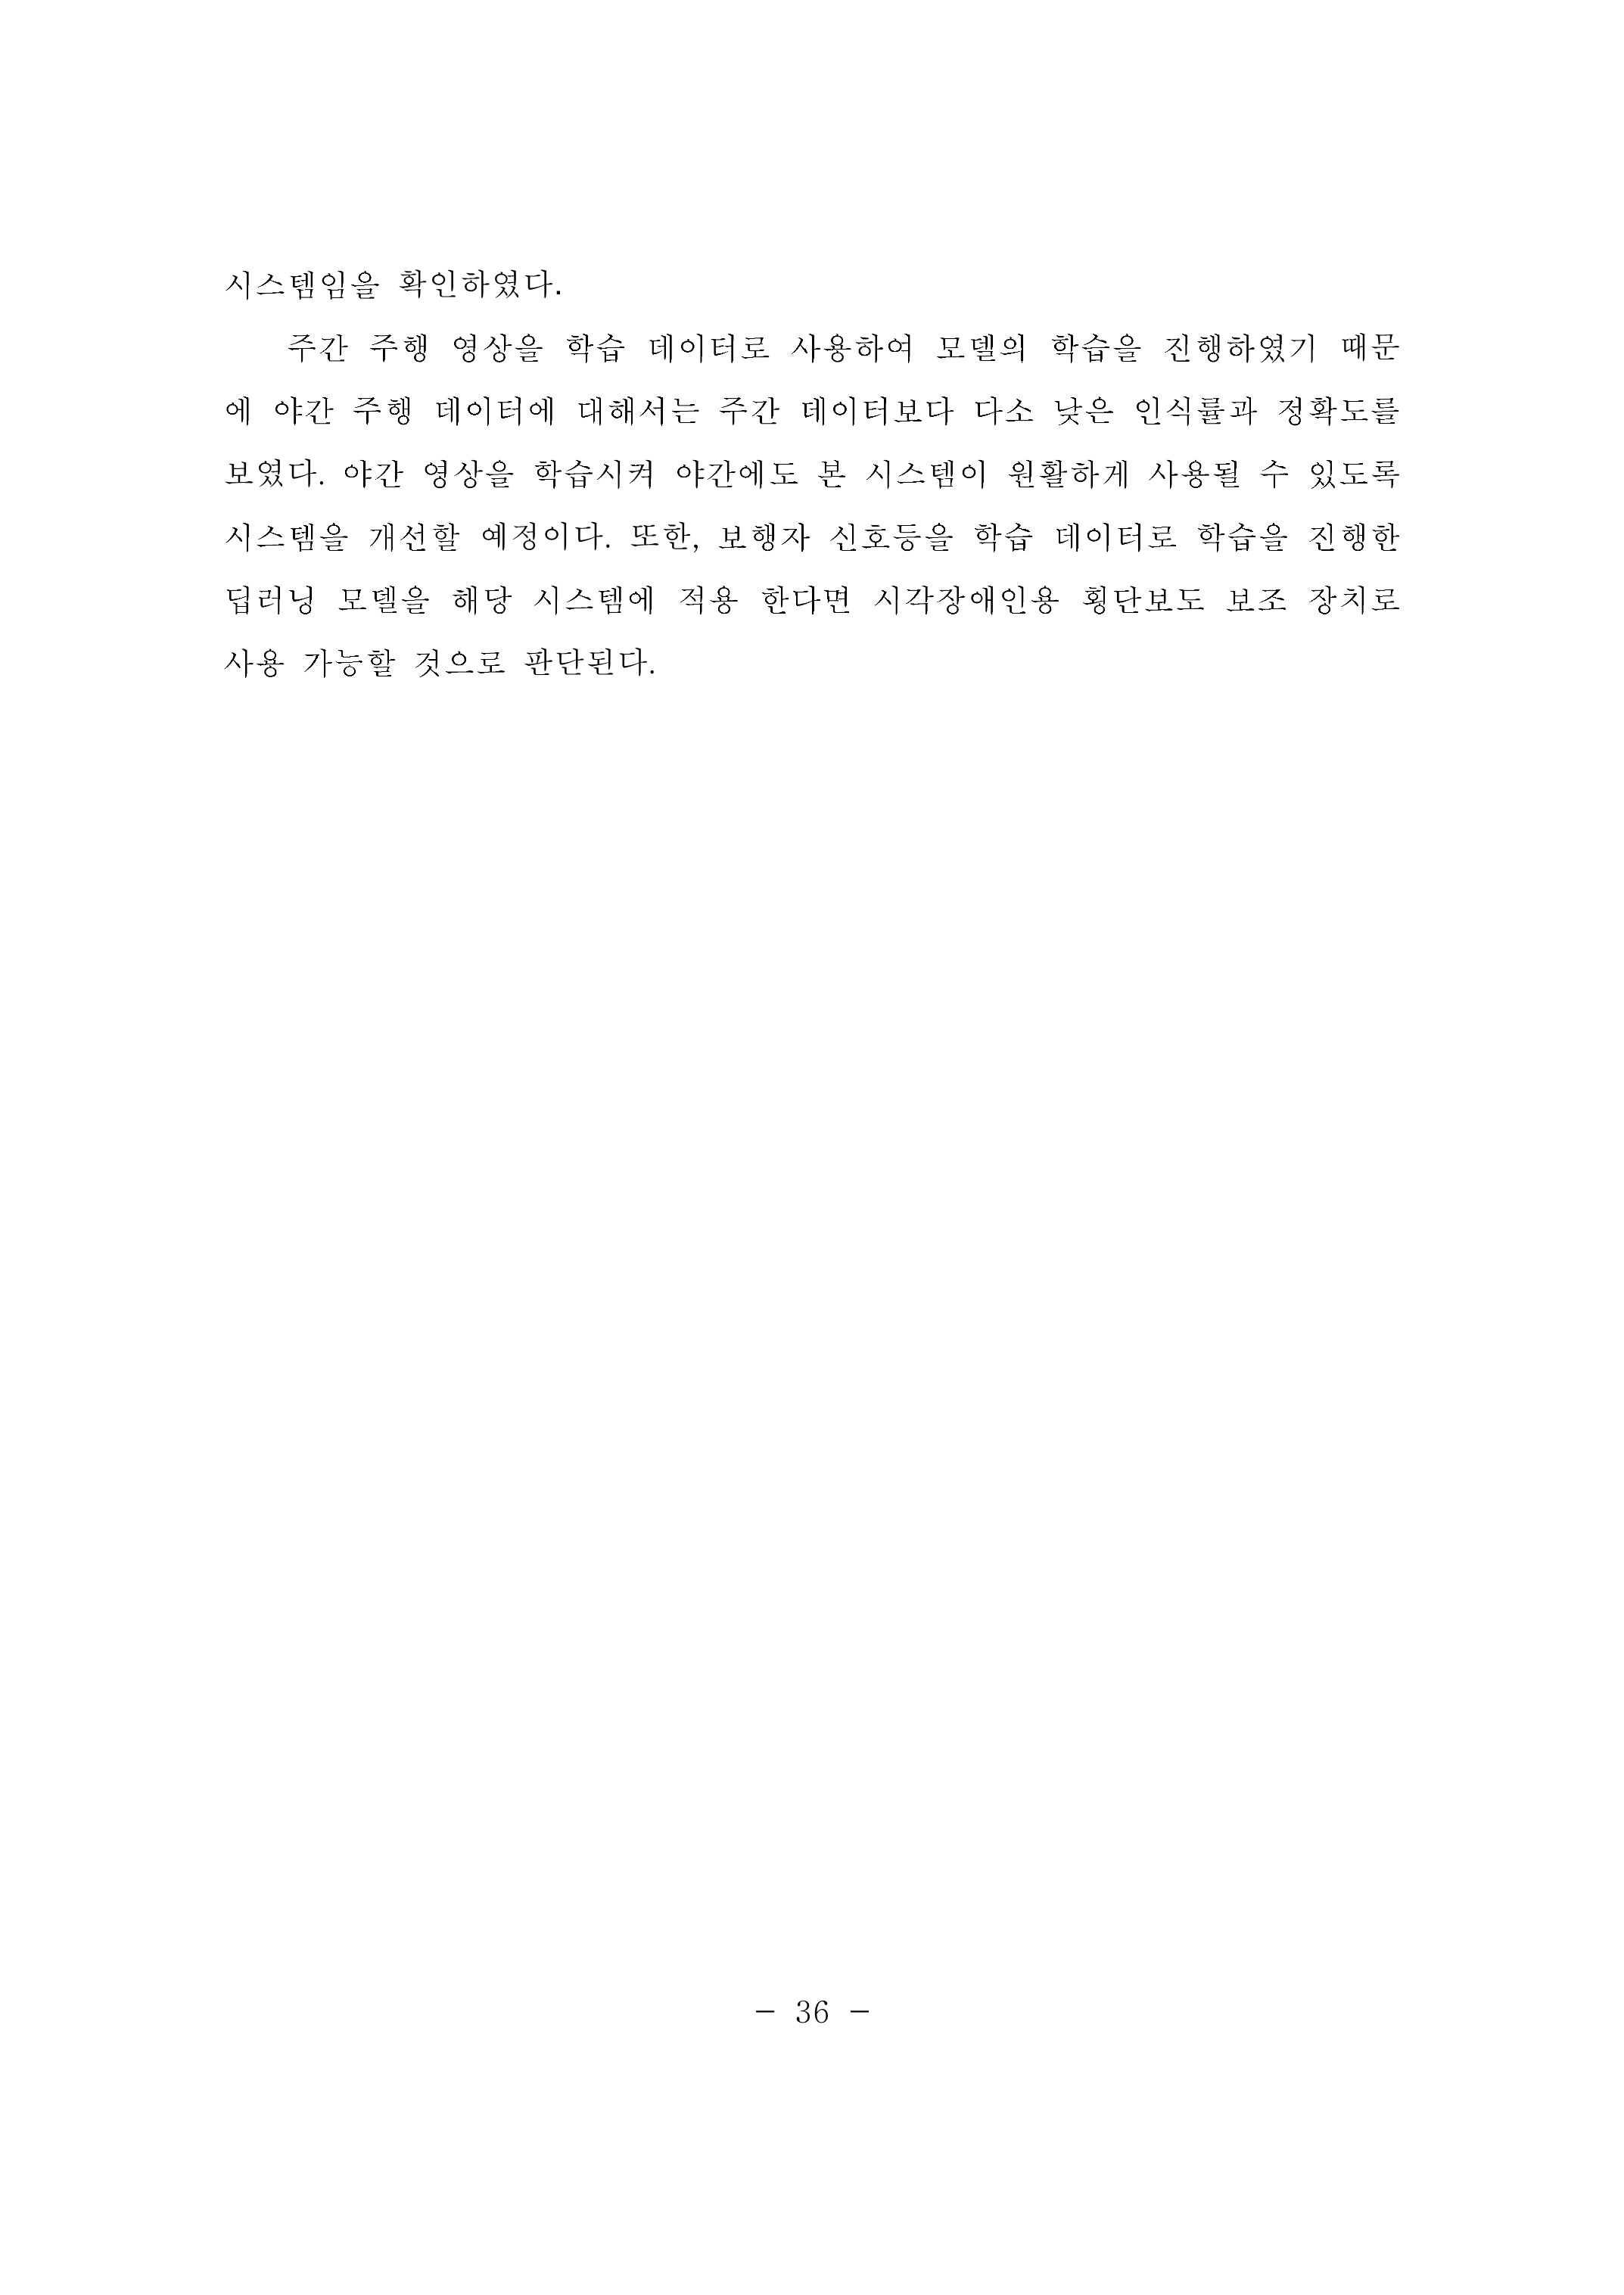 시스템임을 확인하였다.
주간 주행 영상을 학습 데이터로 사용하여 모델의 학습을 진행하였기 때문
에 야간 주행 데이터에 대해서는 주간 데이터보다 다소 낮은 인식률과 정확도를
보였다. 야간 영상을 학습시켜 야간에도 본 시스템이 원활하게 사용될 수 있도록
시스템을 개선할 예정이다. 또한, 보행자 신호등을 학습 데이터로 학습을 진행한
딥러닝 모델을 해당 시스템에 적용 한다면 시각장애인용 횡단보도 보조 장치로
사용 가능할 것으로 판단된다.
- 36 -